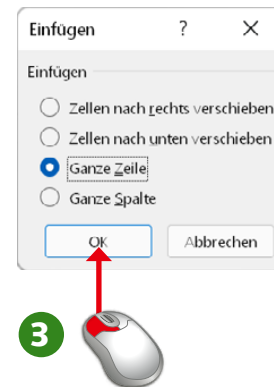 Einfügen ? X
Einfügen
Zellen nach rechts verschieben
Zellen nach unten verschieben
Ganze Zeile
Ganze Spalte
OK Abbrechen
3